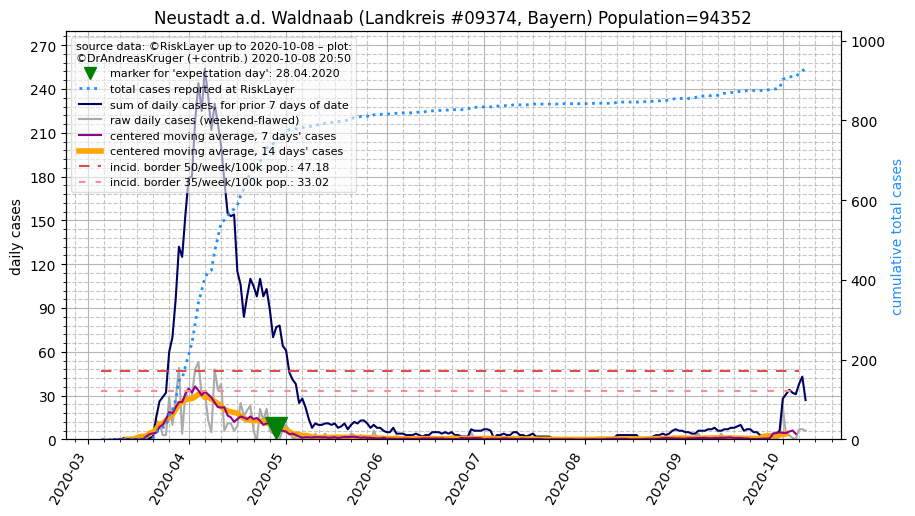 Neustadt a.d. Waldnaab (Landkreis #09374, Bayern) Population=94352
source data: ©RiskLayer up to 2020-10-08 – plot:
©DrAndreasKruger (+contrib.) 2020-10-08 20:50
marker for 'expectation day': 28.04.2020
total cases reported at RiskLayer
sum of daily cases, for prior 7 days of date
raw daily cases (weekend-flawed)
centered moving average, 7 days' cases
centered moving average, 14 days' cases
incid. border 50/week/100k pop.: 47.18
incid. border 35/week/100k pop.: 33.02
daily cases
270
240
210
180
150
120
90
60
30
0
1000
800
600
400
200
0
cumulative total cases
2020-03
2020-04
2020-05
2020-06
2020-07
2020-08
2020-09
2020-10